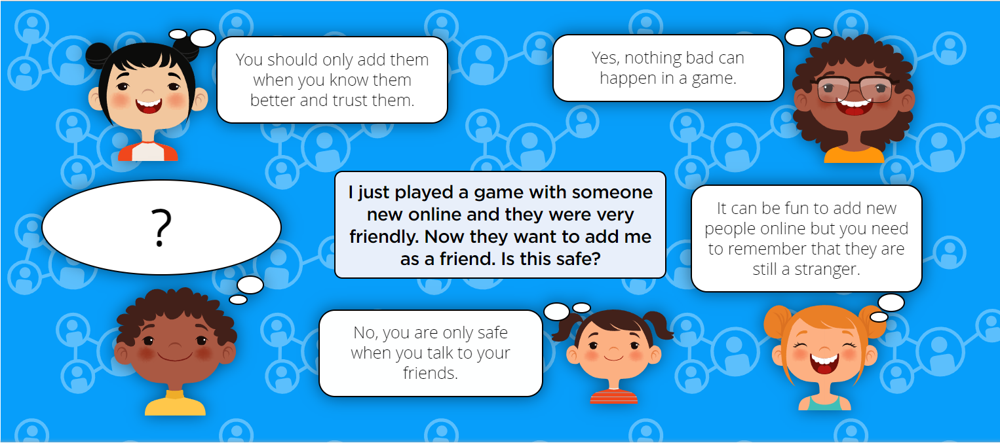 You should only add them
when you know them
better and trust them.
Yes, nothing bad can
happen in a game.
?
I just played a game with someone
new online and they were very
friendly. Now they want to add me
as a friend. Is this safe?
It can be fun to add new
people online but you need
to remember that they are
still a stranger.
No, you are only safe
when you talk to your
friends.